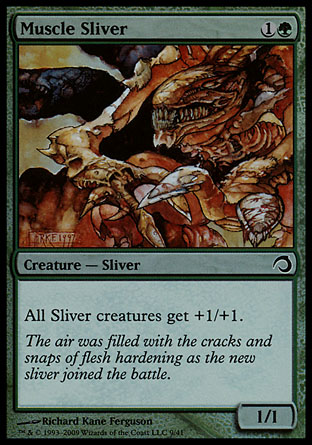 Muscle Sliver 1
Creature — Sliver
All Sliver creatures get +1/+1.
The air was filled with the cracks and
snaps of flesh hardening as the new
sliver joined the battle.
Richard Kane Ferguson
™ & © 1993–2009 Wizards of the Coast LLC 9/41
1/1